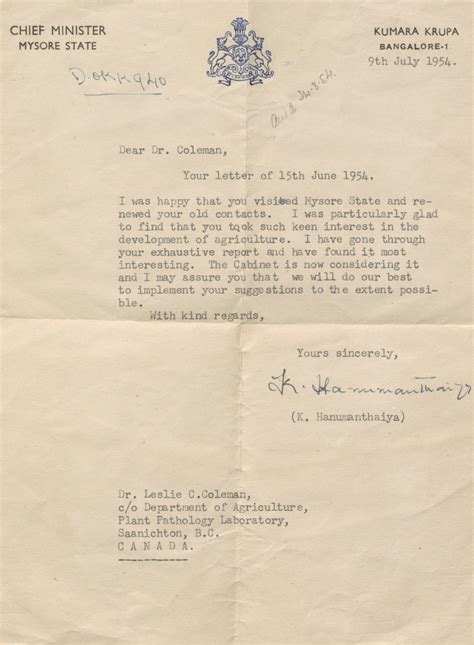 CHIEF MINISTER
MYSORE STATE
KUMARA KRUPA
BANGALORE-1
9th July 1954.
D.OKK940
Dear Dr. Coleman,
Your letter of 15th June 1954.
I was happy that you visited Mysore State and re-
newed your old contacts. I was particularly glad
to find that you took such keen interest in the
development of agriculture. I have gone through
your exhaustive report and have found it most
interesting. The Cabinet is now considering it
and I may assure you that we will do our best
to implement your suggestions to the extent possi-
ble.
With kind regards,
Yours sincerely,
K. Hanumanthaiya
(K. Hanumanthaiya)
Dr. Leslie C.Coleman,
c/o Department of Agriculture,
Plant Pathology Laboratory,
Saanichton, B.C.
CANADA.